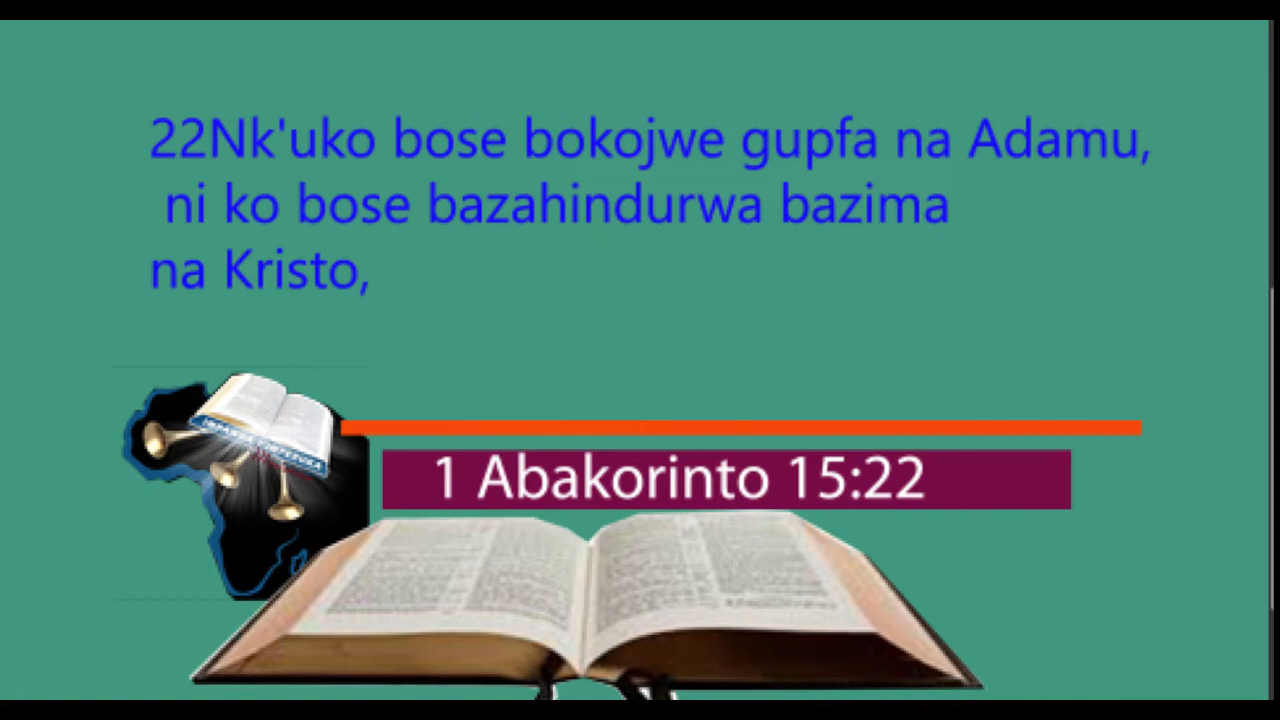 22Nk'uko bose bokojwe gupfa na Adamu,
ni ko bose bazahindurwa bazima
na Kristo,
1 Abakorinto 15:22